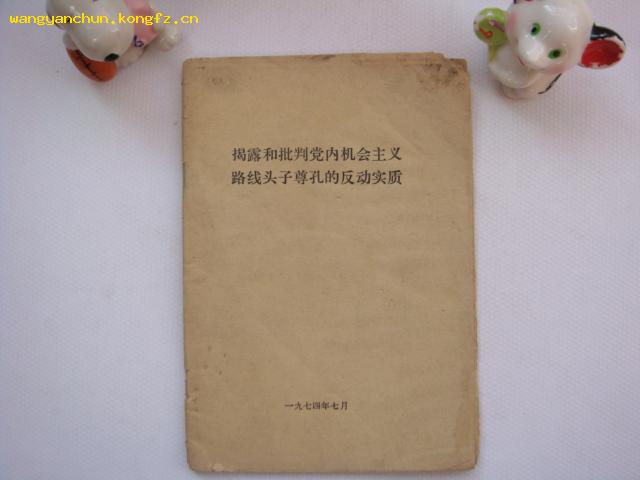 wangyanchun.kongfz.cn
揭露和批判党内机会主义
路线头子尊孔的反动实质
一九七四年七月